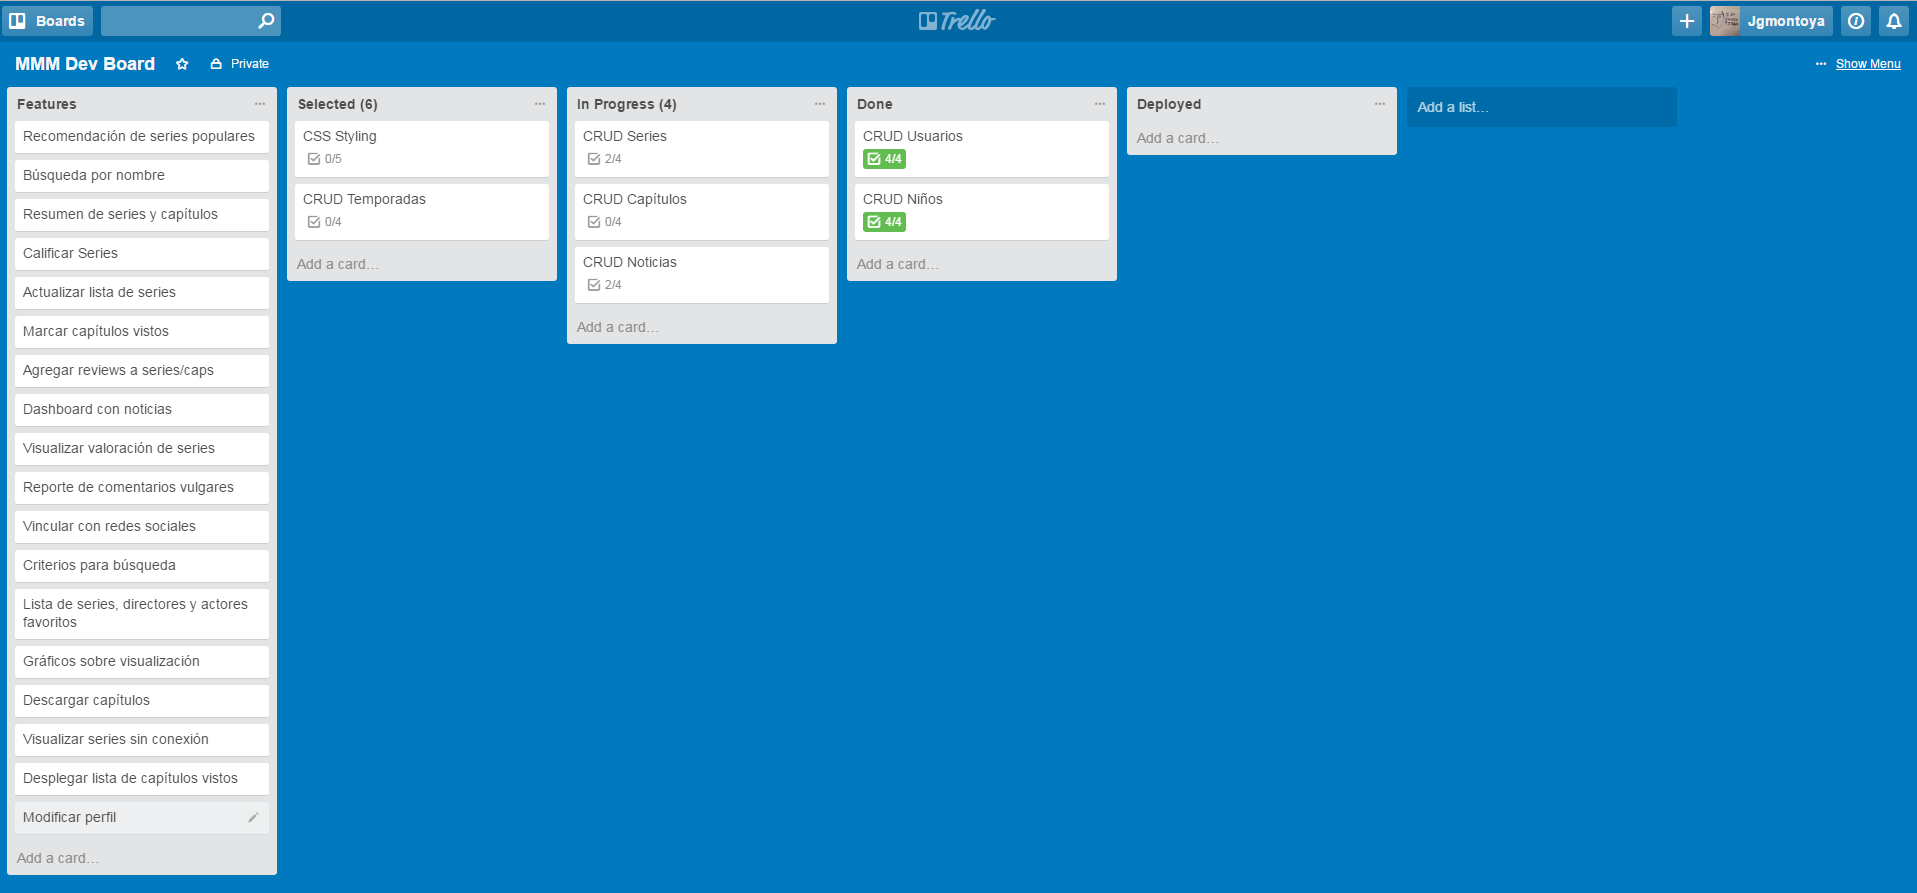 Boards
Trello
Jgmontoya
MMM Dev Board
Private
Show Menu
Features
Recomendación de series populares
Búsqueda por nombre
Resumen de series y capítulos
Calificar Series
Actualizar lista de series
Marcar capítulos vistos
Agregar reviews a series/caps
Dashboard con noticias
Visualizar valoración de series
Reporte de comentarios vulgares
Vincular con redes sociales
Criterios para búsqueda
Lista de series, directores y actores
favoritos
Gráficos sobre visualización
Descargar capítulos
Visualizar series sin conexión
Desplegar lista de capítulos vistos
Modificar perfil
Add a card...
Selected (6)
CSS Styling
0/5
CRUD Temporadas
0/4
Add a card...
In Progress (4)
CRUD Series
2/4
CRUD Capítulos
0/4
CRUD Noticias
2/4
Add a card...
Done
CRUD Usuarios
4/4
CRUD Niños
4/4
Add a card...
Deployed
Add a card...
Add a list...